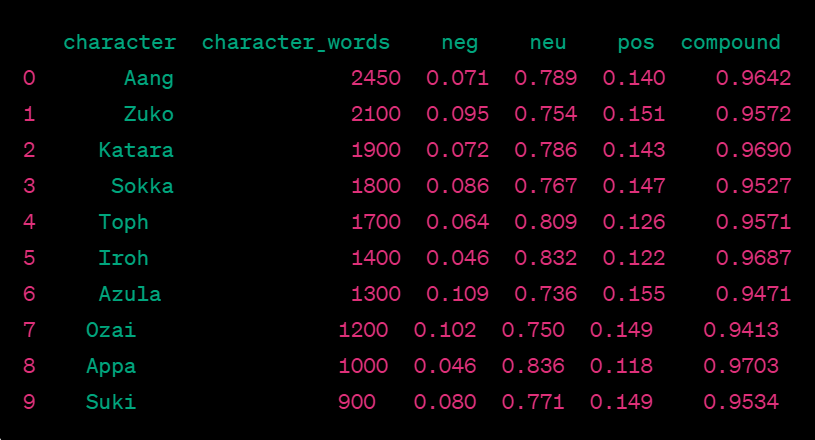 character character_words neg neu pos compound
0 Aang 2450 0.071 0.789 0.140 0.9642
1 Zuko 2100 0.095 0.754 0.151 0.9572
2 Katara 1900 0.072 0.786 0.143 0.9690
3 Sokka 1800 0.086 0.767 0.147 0.9527
4 Toph 1700 0.064 0.809 0.126 0.9571
5 Iroh 1400 0.046 0.832 0.122 0.9687
6 Azula 1300 0.109 0.736 0.155 0.9471
7 Ozai 1200 0.102 0.750 0.149 0.9413
8 Appa 1000 0.046 0.836 0.118 0.9703
9 Suki 900 0.080 0.771 0.149 0.9534